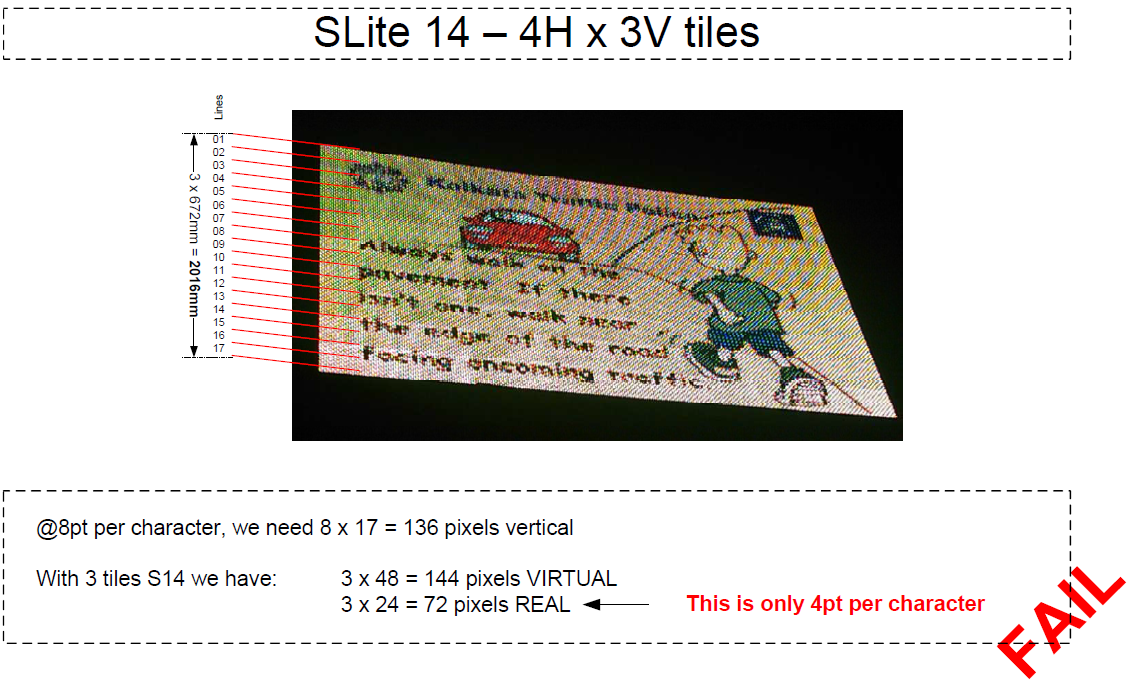 SLite 14 – 4H x 3V tiles
Lines
01
02
03
04
05
06
07
08
09
10
11
12
13
14
15
16
17
3 x 672mm = 2016mm
Kolkata Traffic Police
Always walk on the
pavement If there
isn't one, walk near
the edge of the road
facing oncoming traffic
@8pt per character, we need 8 x 17 = 136 pixels vertical
With 3 tiles S14 we have: 3 x 48 = 144 pixels VIRTUAL
3 x 24 = 72 pixels REAL This is only 4pt per character
FAIL